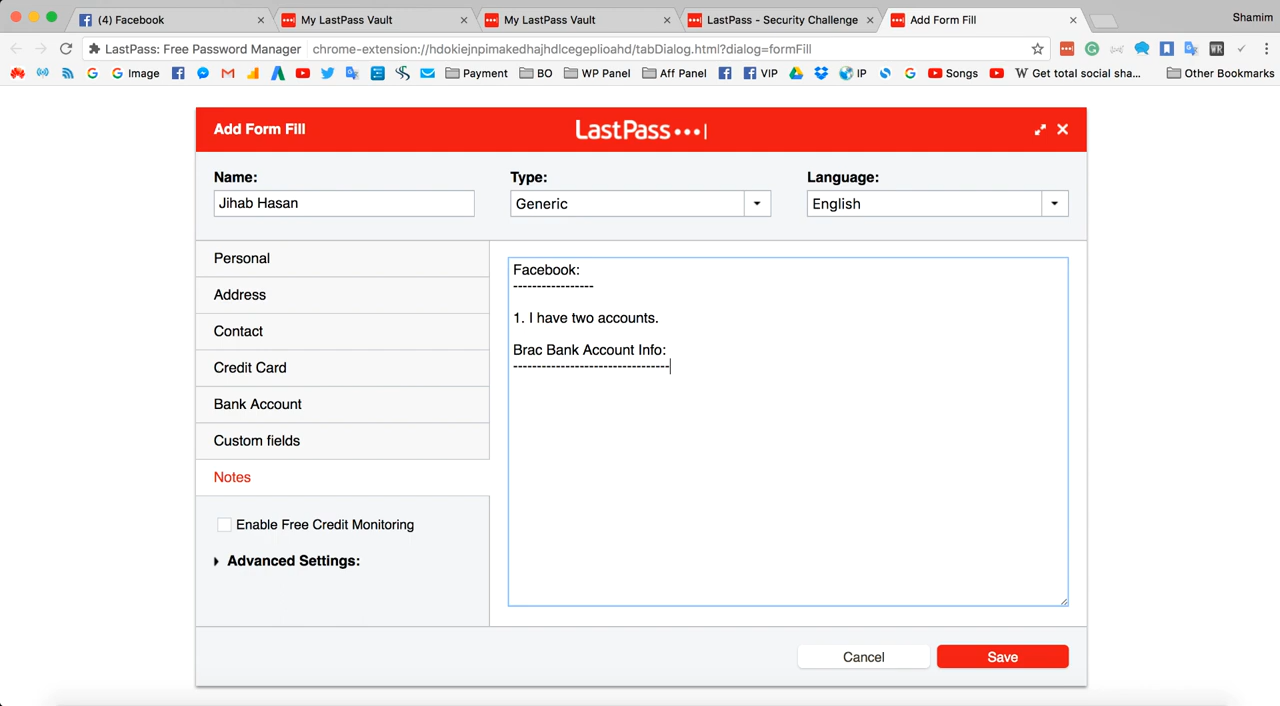 (4) Facebook
My LastPass Vault
My LastPass Vault
LastPass - Security Challenge
Add Form Fill
Shamim
LastPass: Free Password Manager
chrome-extension://hdokiejnpimakedhajhdlcegeplioahd/tabDialog.html?dialog=formFill
Image
Payment
BO
WP Panel
Aff Panel
VIP
IP
Songs
W Get total social sha...
Other Bookmarks
Add Form Fill
LastPass
Name:
Type:
Language:
Jihab Hasan
Generic
English
Personal
Address
Contact
Credit Card
Bank Account
Custom fields
Notes
Enable Free Credit Monitoring
Advanced Settings:
Facebook:
-----------------
1. I have two accounts.
Brac Bank Account Info:
---------------------------------
Cancel
Save